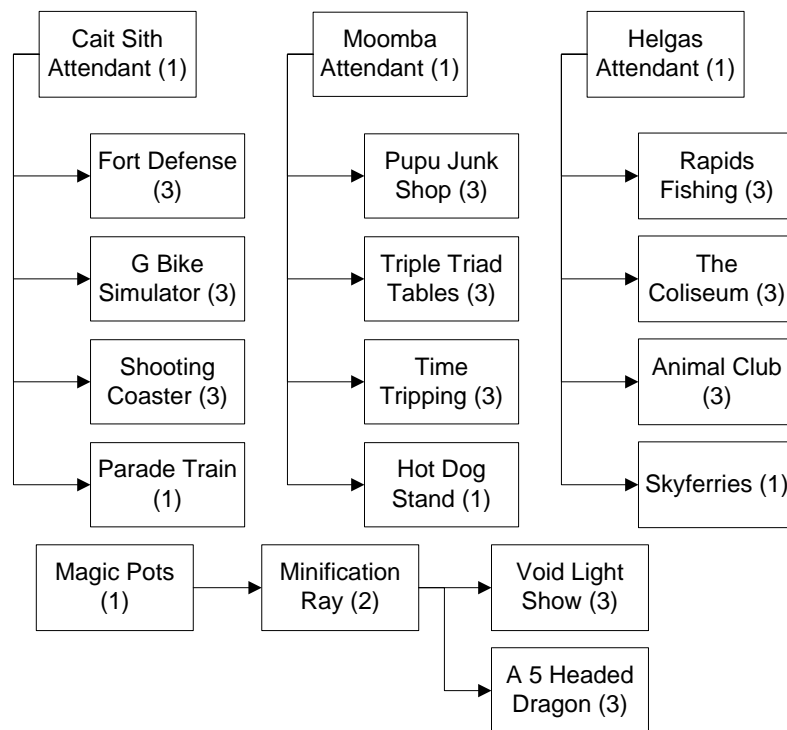 Cait Sith
Attendant (1)
Moomba
Attendant (1)
Helgas
Attendant (1)
Fort Defense
(3)
Pupu Junk
Shop (3)
Rapids
Fishing (3)
G Bike
Simulator (3)
Triple Triad
Tables (3)
The
Coliseum (3)
Shooting
Coaster (3)
Time
Tripping (3)
Animal Club
(3)
Parade Train
(1)
Hot Dog
Stand (1)
Skyferries (1)
Magic Pots
(1)
Minification
Ray (2)
Void Light
Show (3)
A 5 Headed
Dragon (3)